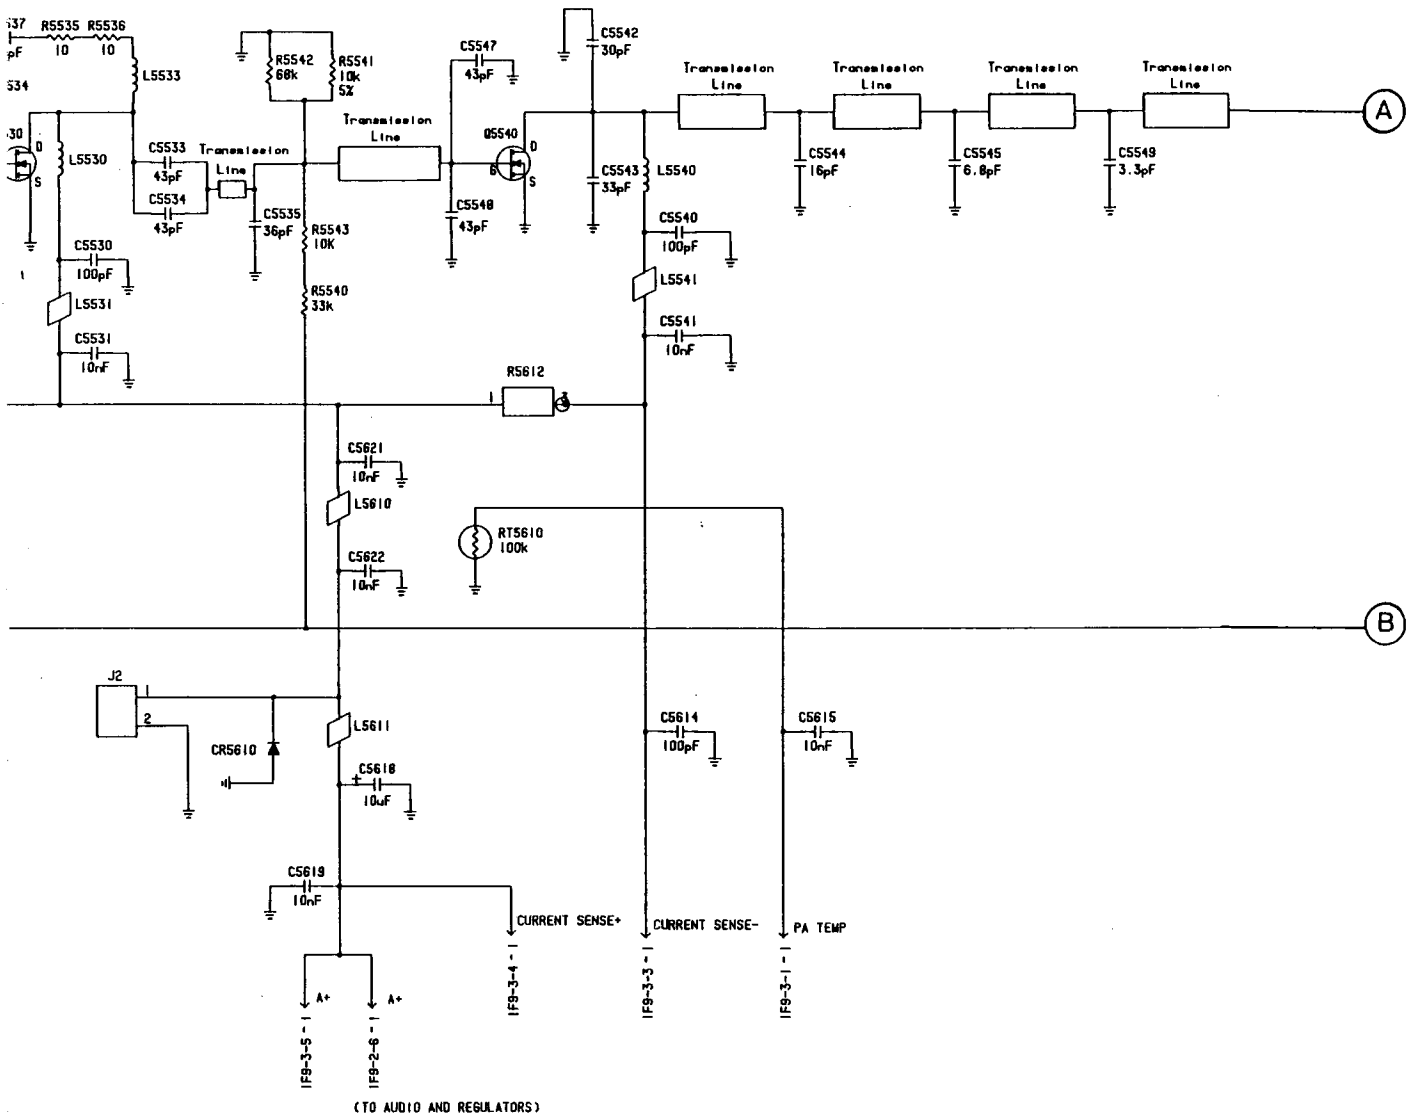 R5535 R5536
10 10
L5533
R5542
68k
R5541
10k
5%
C5547
43pF
C5542
30pF
Transmission
Line
Transmission
Line
Transmission
Line
Transmission
Line
A
Transmission
Line
Q5540
D
G
S
D
S
L5530
C5533
43pF
C5534
43pF
Transmission
Line
C5535
36pF
C5548
43pF
C5543
33pF
L5540
C5544
16pF
C5545
6.8pF
C5549
3.3pF
R5543
10K
R5540
33k
C5530
100pF
L5531
C5531
10nF
C5540
100pF
L5541
C5541
10nF
R5612
1
3
C5621
10nF
L5610
C5622
10nF
RT5610
100k
B
J2
1
2
CR5610
L5611
C5618
+
10uF
C5614
100pF
C5615
10nF
C5619
10nF
CURRENT SENSE+
CURRENT SENSE-
PA TEMP
IF9-3-4 - 1
IF9-3-3 - 1
IF9-3-1 - 1
A+
A+
IF9-3-5 - 1
IF9-2-6 - 1
(TO AUDIO AND REGULATORS)